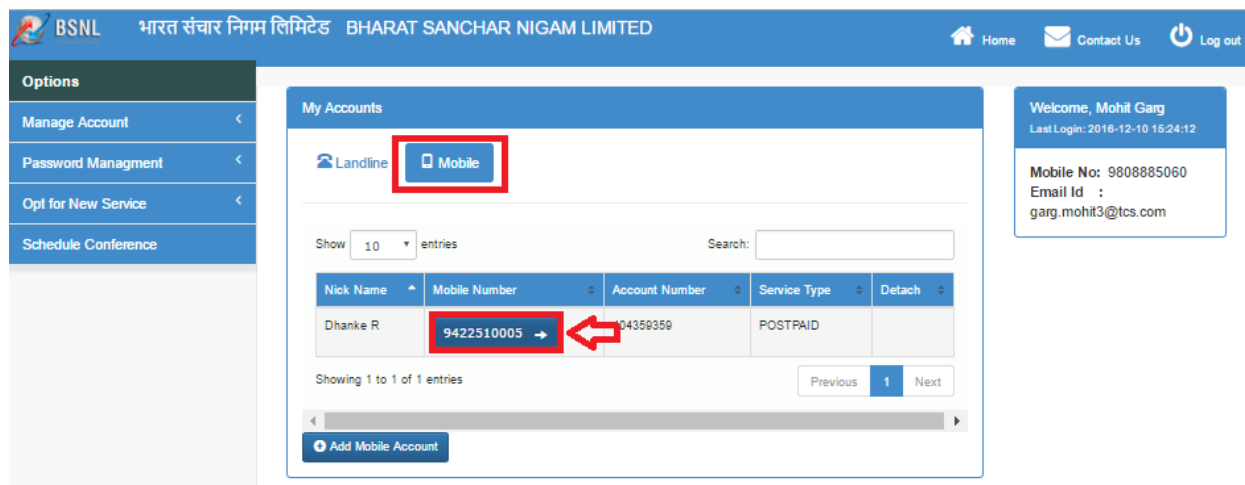 BSNL भारत संचार निगम लिमिटेड BHARAT SANCHAR NIGAM LIMITED
Home Contact Us Log out
Options
Manage Account
Password Managment
Opt for New Service
Schedule Conference
My Accounts
Landline Mobile
Show 10 entries Search:
Nick Name Mobile Number Account Number Service Type Detach
Dhanke R 9422510005 POSTPAID
Showing 1 to 1 of 1 entries Previous 1 Next
Add Mobile Account
Welcome, Mohit Garg
Last Login: 2016-12-10 15:24:12
Mobile No: 9808885060
Email Id :
garg.mohit3@tcs.com